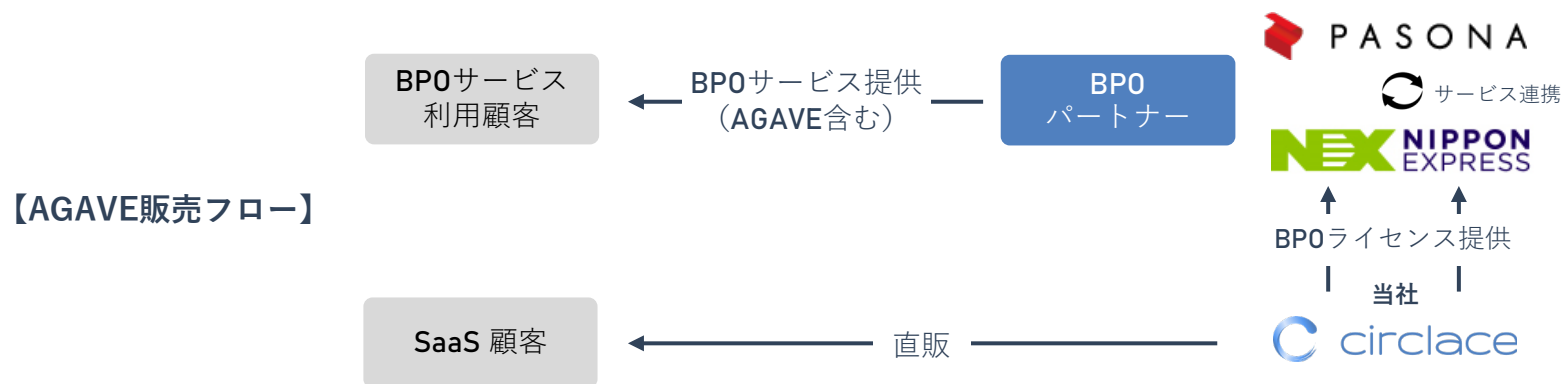 PASONA
BPOサービス
利用顧客
BPOサービス提供
（AGAVE含む）
BPO
パートナー
サービス連携
NEX NIPPON
EXPRESS
【AGAVE販売フロー】
BPOライセンス提供
当社
SaaS 顧客
直販
circlace